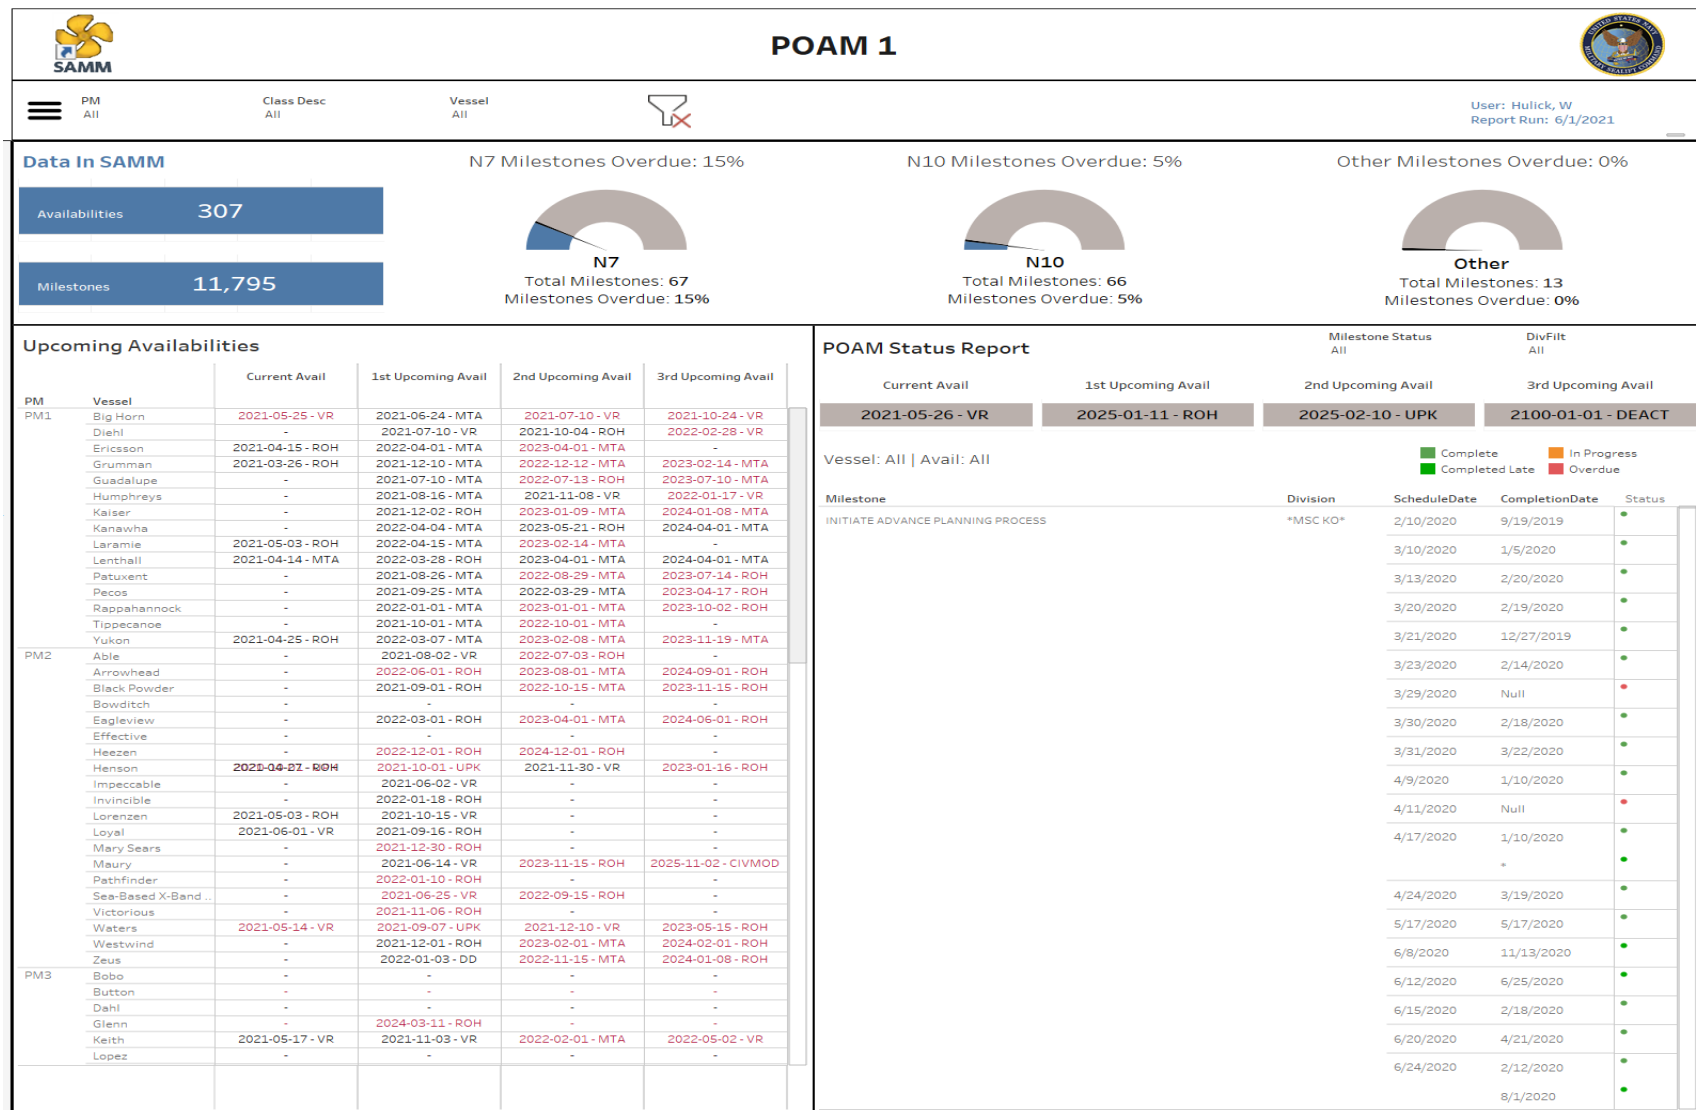 SAMM
POAM 1
UNITED STATES NAVY
MILITARY SEALIFT COMMAND
PM
All
Class Desc
All
Vessel
All
User: Hulick, W
Report Run: 6/1/2021
Data In SAMM
Availabilities 307
Milestones 11,795
N7 Milestones Overdue: 15%
N7
Total Milestones: 67
Milestones Overdue: 15%
N10 Milestones Overdue: 5%
N10
Total Milestones: 66
Milestones Overdue: 5%
Other Milestones Overdue: 0%
Other
Total Milestones: 13
Milestones Overdue: 0%
Upcoming Availabilities
PM Vessel Current Avail 1st Upcoming Avail 2nd Upcoming Avail 3rd Upcoming Avail
PM1 Big Horn 2021-05-25 - VR 2021-06-24 - MTA 2021-07-10 - VR 2021-10-24 - VR
Diehl - 2021-07-10 - VR 2021-10-04 - ROH 2022-02-28 - VR
Ericsson 2021-04-15 - ROH 2022-04-01 - MTA 2023-04-01 - MTA -
Grumman 2021-03-26 - ROH 2021-12-10 - MTA 2022-12-12 - MTA 2023-02-14 - MTA
Guadalupe - 2021-07-10 - MTA 2022-07-13 - ROH 2023-07-10 - MTA
Humphreys - 2021-08-16 - MTA 2021-11-08 - VR 2022-01-17 - VR
Kaiser - 2021-12-02 - ROH 2023-01-09 - MTA 2024-01-08 - MTA
Kanawha - 2022-04-04 - MTA 2023-05-21 - ROH 2024-04-01 - MTA
Laramie 2021-05-03 - ROH 2022-04-15 - MTA 2023-02-14 - MTA -
Lenthall 2021-04-14 - MTA 2022-03-28 - ROH 2023-04-01 - MTA 2024-04-01 - MTA
Patuxent - 2021-08-26 - MTA 2022-08-29 - MTA 2023-07-14 - ROH
Pecos - 2021-09-25 - MTA 2022-03-29 - MTA 2023-04-17 - ROH
Rappahannock - 2022-01-01 - MTA 2023-01-01 - MTA 2023-10-02 - ROH
Tippecanoe - 2021-10-01 - MTA 2022-10-01 - MTA -
Yukon 2021-04-25 - ROH 2022-03-07 - MTA 2023-02-08 - MTA 2023-11-19 - MTA
PM2 Able - 2021-08-02 - VR 2022-07-03 - ROH -
Arrowhead - 2022-06-01 - ROH 2023-08-01 - MTA 2024-09-01 - ROH
Black Powder - 2021-09-01 - ROH 2022-10-15 - MTA 2023-11-15 - ROH
Bowditch - - - -
Eagleview - 2022-03-01 - ROH 2023-04-01 - MTA 2024-06-01 - ROH
Effective - - - -
Heezen - 2022-12-01 - ROH 2024-12-01 - ROH -
Henson 2021-10-01 - UPK 2021-11-30 - VR 2023-01-16 - ROH
Impeccable - 2021-06-02 - VR - -
Invincible - 2022-01-18 - ROH - -
Lorenzen 2021-05-03 - ROH 2021-10-15 - VR - -
Loyal 2021-06-01 - VR 2021-09-16 - ROH - -
Mary Sears - 2021-12-30 - ROH - -
Maury - 2021-06-14 - VR 2023-11-15 - ROH 2025-11-02 - CIVMOD
Pathfinder - 2022-01-10 - ROH - -
Sea-Based X-Band .. - 2021-06-25 - VR 2022-09-15 - ROH -
Victorious - 2021-11-06 - ROH - -
Waters 2021-05-14 - VR 2021-09-07 - UPK 2021-12-10 - VR 2023-05-15 - ROH
Westwind - 2021-12-01 - ROH 2023-02-01 - MTA 2024-02-01 - ROH
Zeus - 2022-01-03 - DD 2022-11-15 - MTA 2024-01-08 - ROH
PM3 Bobo - - - -
Button - - - -
Dahl - - - -
Glenn - 2024-03-11 - ROH - -
Keith 2021-05-17 - VR 2021-11-03 - VR 2022-02-01 - MTA 2022-05-02 - VR
Lopez - - - -
POAM Status Report
Milestone Status
All
DivFilt
All
Current Avail 1st Upcoming Avail 2nd Upcoming Avail 3rd Upcoming Avail
2021-05-26 - VR 2025-01-11 - ROH 2025-02-10 - UPK 2100-01-01 - DEACT
Vessel: All | Avail: All
Complete In Progress
Completed Late Overdue
Milestone Division ScheduleDate CompletionDate Status
INITIATE ADVANCE PLANNING PROCESS *MSC KO* 2/10/2020 9/19/2019
3/10/2020 1/5/2020
3/13/2020 2/20/2020
3/20/2020 2/19/2020
3/21/2020 12/27/2019
3/23/2020 2/14/2020
3/29/2020 Null
3/30/2020 2/18/2020
3/31/2020 3/22/2020
4/9/2020 1/10/2020
4/11/2020 Null
4/17/2020 1/10/2020
*
4/24/2020 3/19/2020
5/17/2020 5/17/2020
6/8/2020 11/13/2020
6/12/2020 6/25/2020
6/15/2020 2/18/2020
6/20/2020 4/21/2020
6/24/2020 2/12/2020
8/1/2020